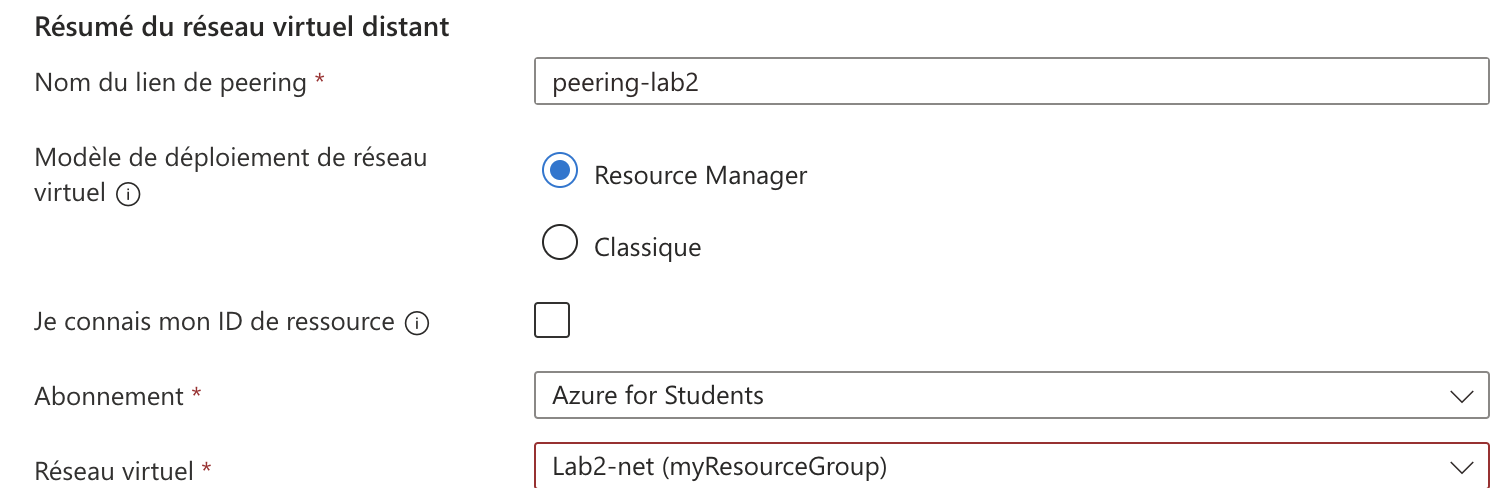 Résumé du réseau virtuel distant
Nom du lien de peering *
peering-lab2
Modèle de déploiement de réseau
virtuel
Resource Manager
Classique
Je connais mon ID de ressource
Abonnement *
Azure for Students
Réseau virtuel *
Lab2-net (myResourceGroup)